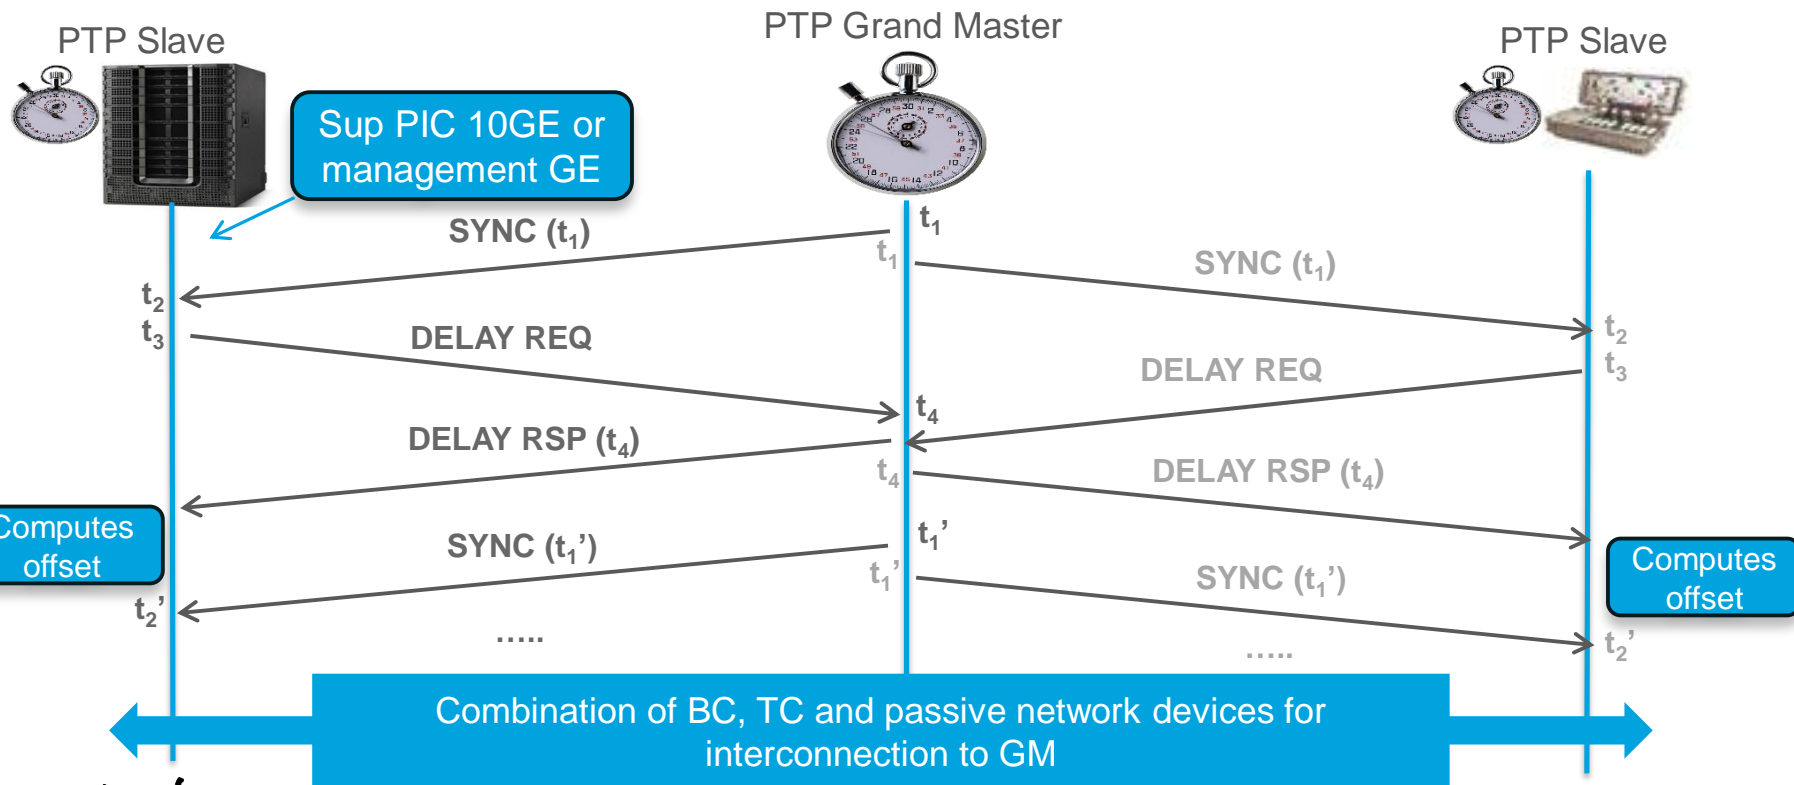 PTP Slave
PTP Grand Master
PTP Slave
Sup PIC 10GE or
management GE
t₁
SYNC (t₁)
t₁
SYNC (t₁)
t₂
t₃
DELAY REQ
t₂
DELAY REQ
t₃
t₄
DELAY RSP (t₄)
t₄
DELAY RSP (t₄)
Computes
offset
t₁’
SYNC (t₁’)
t₁’
SYNC (t₁’)
Computes
offset
t₂’
.....
t₂’
.....
Combination of BC, TC and passive network devices for
interconnection to GM